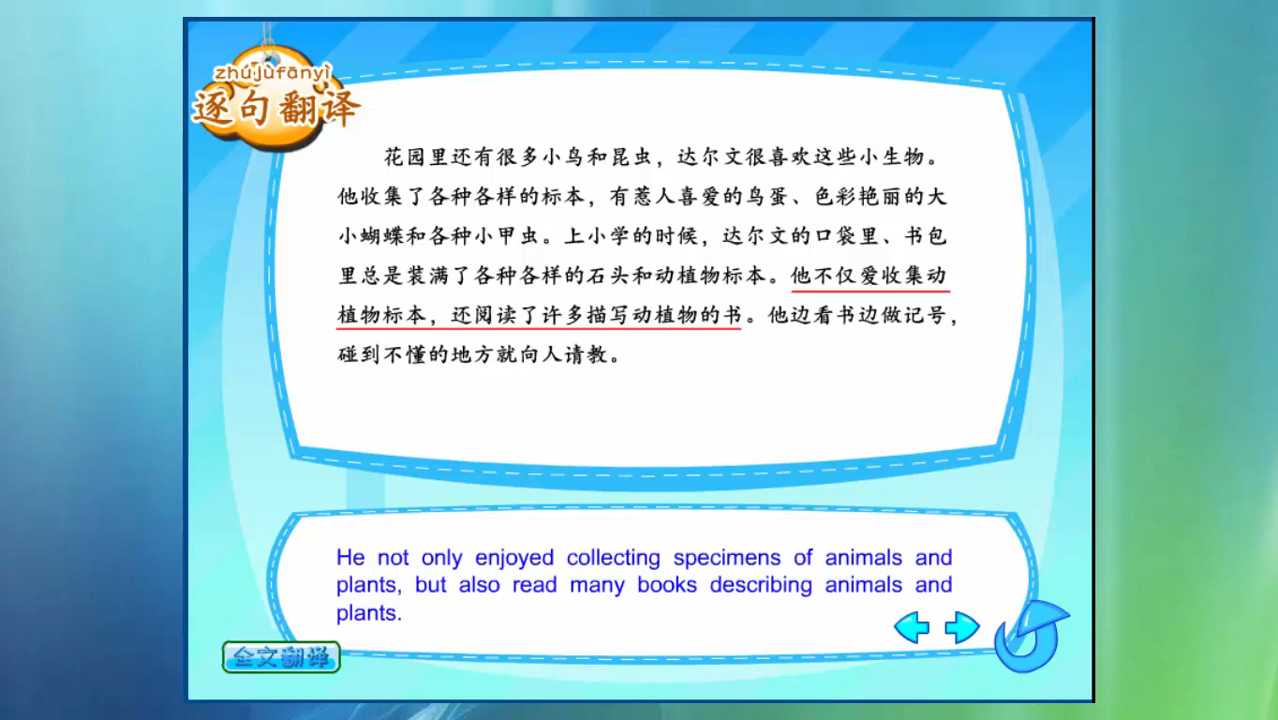 zhújùfānyì
逐句翻译
花园里还有很多小鸟和昆虫，达尔文很喜欢这些小生物。
他收集了各种各样的标本，有惹人喜爱的鸟蛋、色彩艳丽的大
小蝴蝶和各种小甲虫。上小学的时候，达尔文的口袋里、书包
里总是装满了各种各样的石头和动植物标本。他不仅爱收集动
植物标本，还阅读了许多描写动植物的书。他边看书边做记号，
碰到不懂的地方就向人请教。
He not only enjoyed collecting specimens of animals and
plants, but also read many books describing animals and
plants.
全文翻译